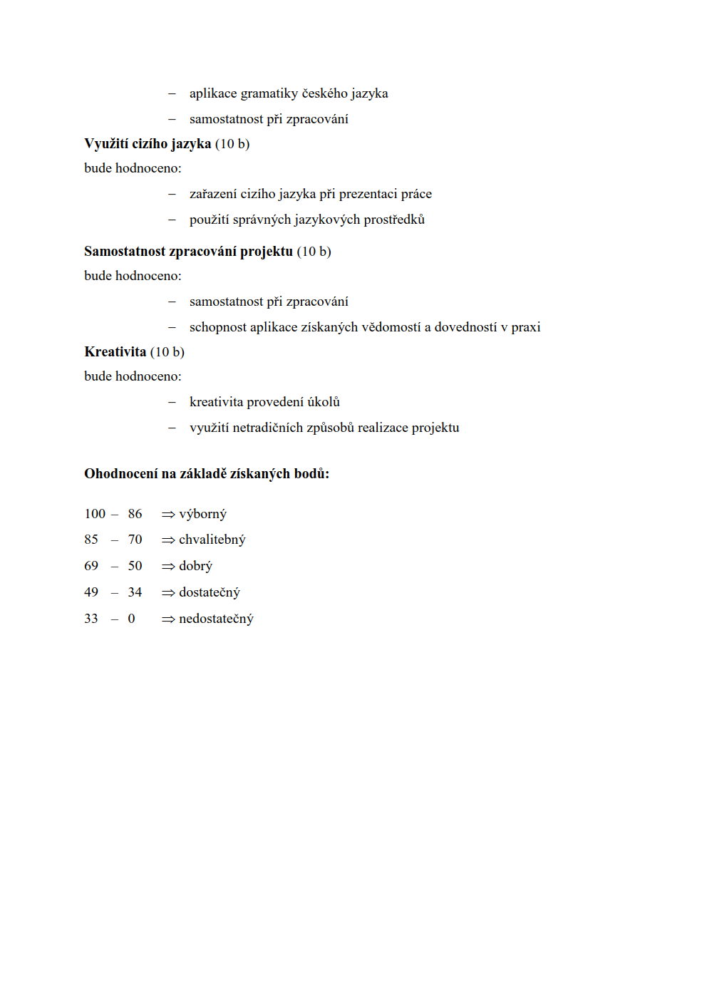 – aplikace gramatiky českého jazyka
– samostatnost při zpracování
Využití cizího jazyka (10 b)
bude hodnoceno:
– zařazení cizího jazyka při prezentaci práce
– použití správných jazykových prostředků
Samostatnost zpracování projektu (10 b)
bude hodnoceno:
– samostatnost při zpracování
– schopnost aplikace získaných vědomostí a dovedností v praxi
Kreativita (10 b)
bude hodnoceno:
– kreativita provedení úkolů
– využití netradičních způsobů realizace projektu
Ohodnocení na základě získaných bodů:
100 – 86 ⇒ výborný
85 – 70 ⇒ chvalitebný
69 – 50 ⇒ dobrý
49 – 34 ⇒ dostatečný
33 – 0 ⇒ nedostatečný